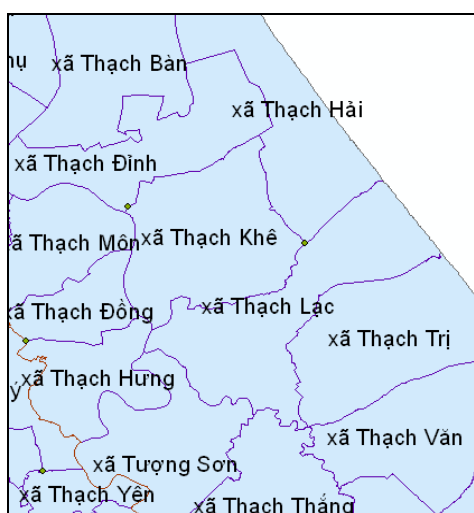 ụ
xã Thạch Bàn
xã Thạch Hải
xã Thạch Đỉnh
xã Thạch Môn
xã Thạch Khê
xã Thạch Đồng
xã Thạch Lạc
xã Thạch Trị
ý
xã Thạch Hưng
xã Thạch Văn
xã Tượng Sơn
xã Thạch Yên
xã Thạch Thắng